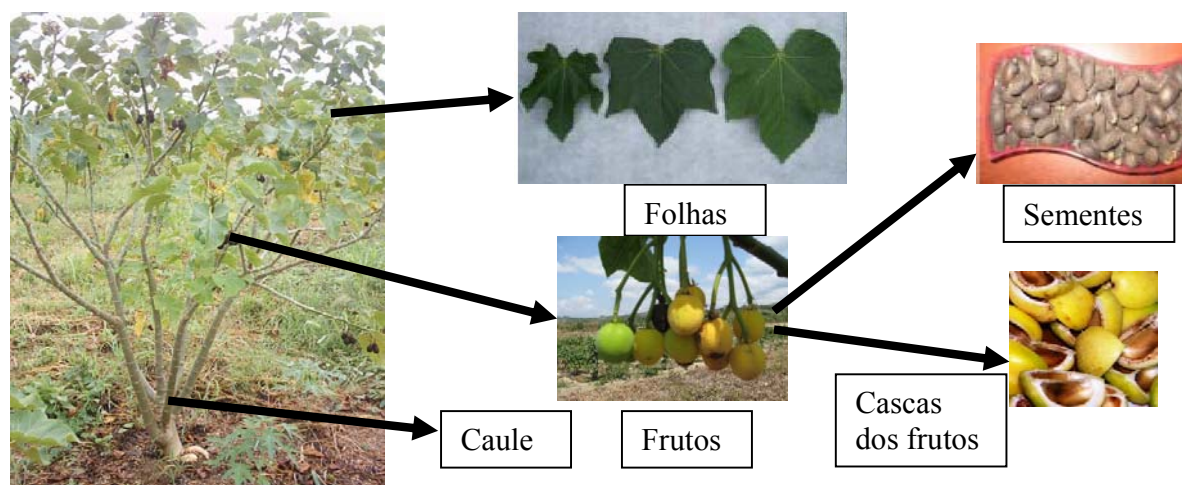 Folhas
Sementes
Caule
Frutos
Cascas
dos frutos